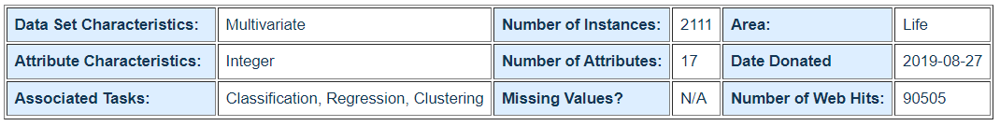 Data Set Characteristics: Multivariate Number of Instances: 2111 Area: Life
Attribute Characteristics: Integer Number of Attributes: 17 Date Donated 2019-08-27
Associated Tasks: Classification, Regression, Clustering Missing Values? N/A Number of Web Hits: 90505